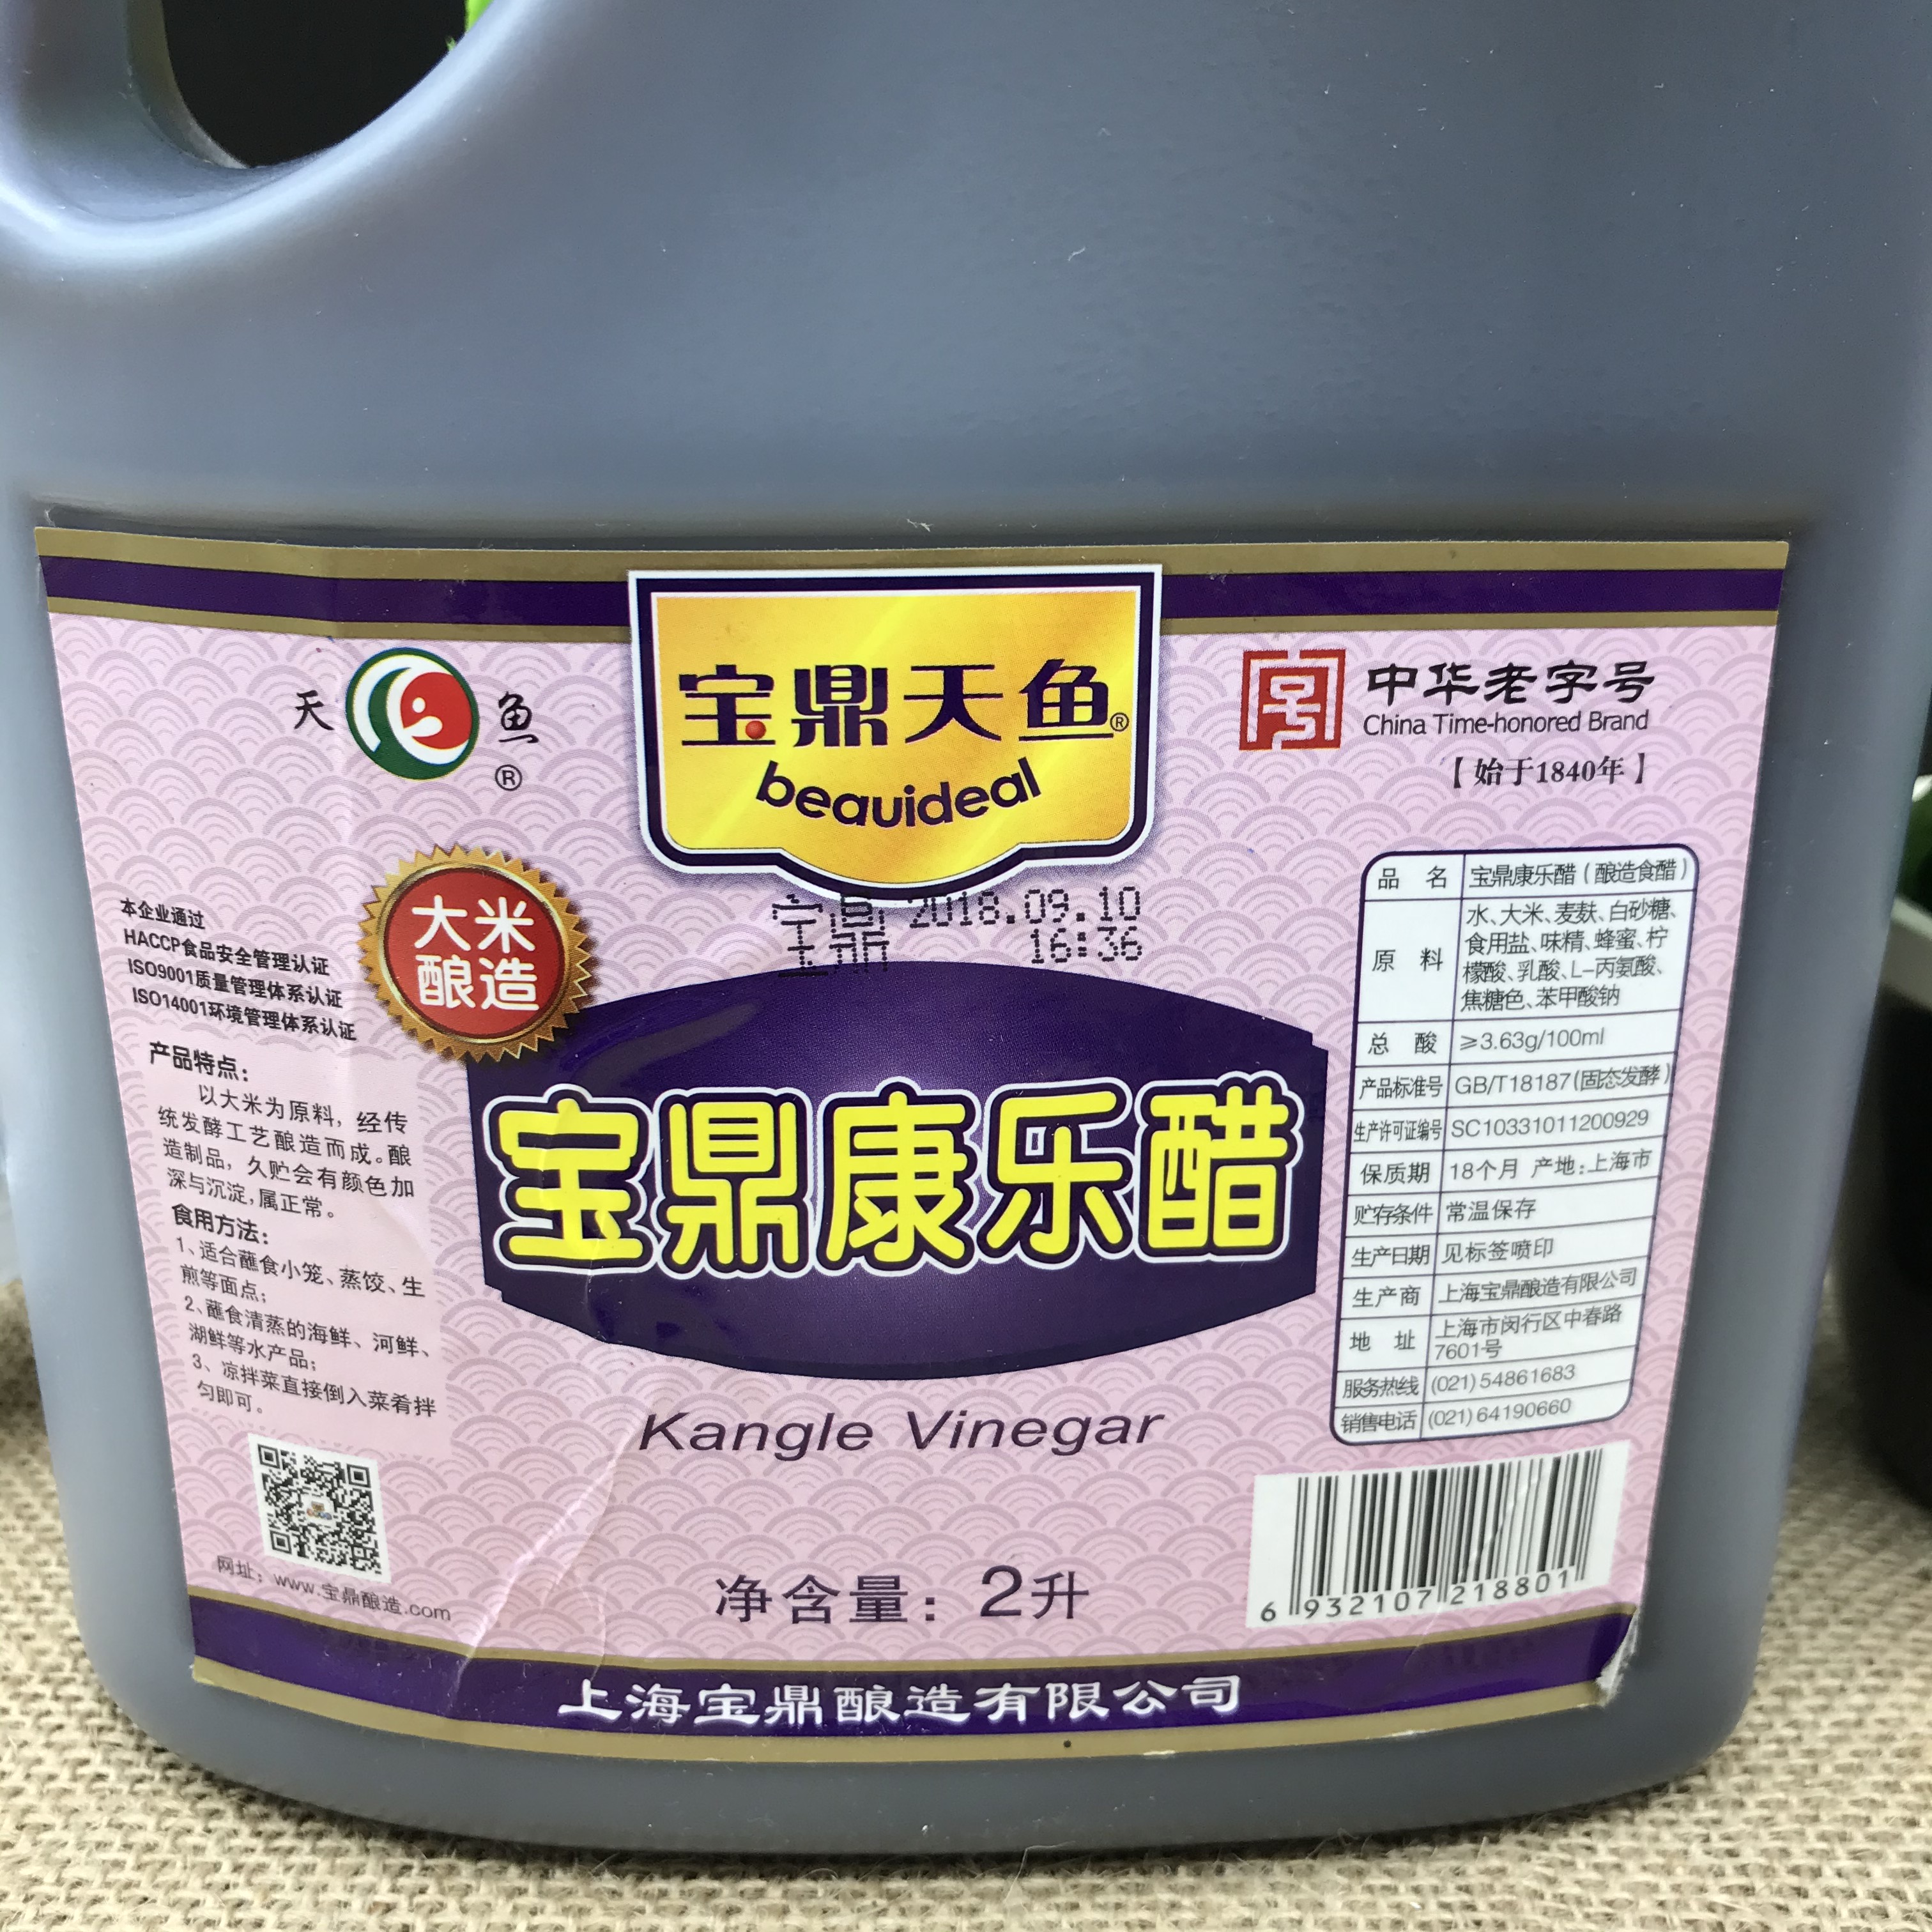 天 鱼
®
宝鼎天鱼®
beauideal
中华老字号
China Time-honored Brand
【始于1840年】
宝鼎 2018.09.10
16:36
大米
酿造
本企业通过
HACCP食品安全管理认证
ISO9001质量管理体系认证
ISO14001环境管理体系认证
产品特点：
以大米为原料，经传
统发酵工艺酿造而成。酿
造制品，久贮会有颜色加
深与沉淀,属正常。
食用方法：
1、适合蘸食小笼、蒸饺、生
煎等面点；
2、蘸食清蒸的海鲜、河鲜、
湖鲜等水产品；
3、凉拌菜直接倒入菜肴拌
匀即可。
网址：www.宝鼎酿造.com
宝鼎康乐醋
Kangle Vinegar
净含量：2升
品 名 宝鼎康乐醋（酿造食醋）
原 料 水、大米、麦麸、白砂糖、
食用盐、味精、蜂蜜、柠
檬酸、乳酸、L-丙氨酸、
焦糖色、苯甲酸钠
总 酸 ≥3.63g/100ml
产品标准号 GB/T18187(固态发酵)
生产许可证编号 SC10331011200929
保质期 18个月 产地：上海市
贮存条件 常温保存
生产日期 见标签喷印
生产商 上海宝鼎酿造有限公司
地 址 上海市闵行区中春路
7601号
服务热线 (021)54861683
销售电话 (021)64190660
6 932107 218801
上海宝鼎酿造有限公司